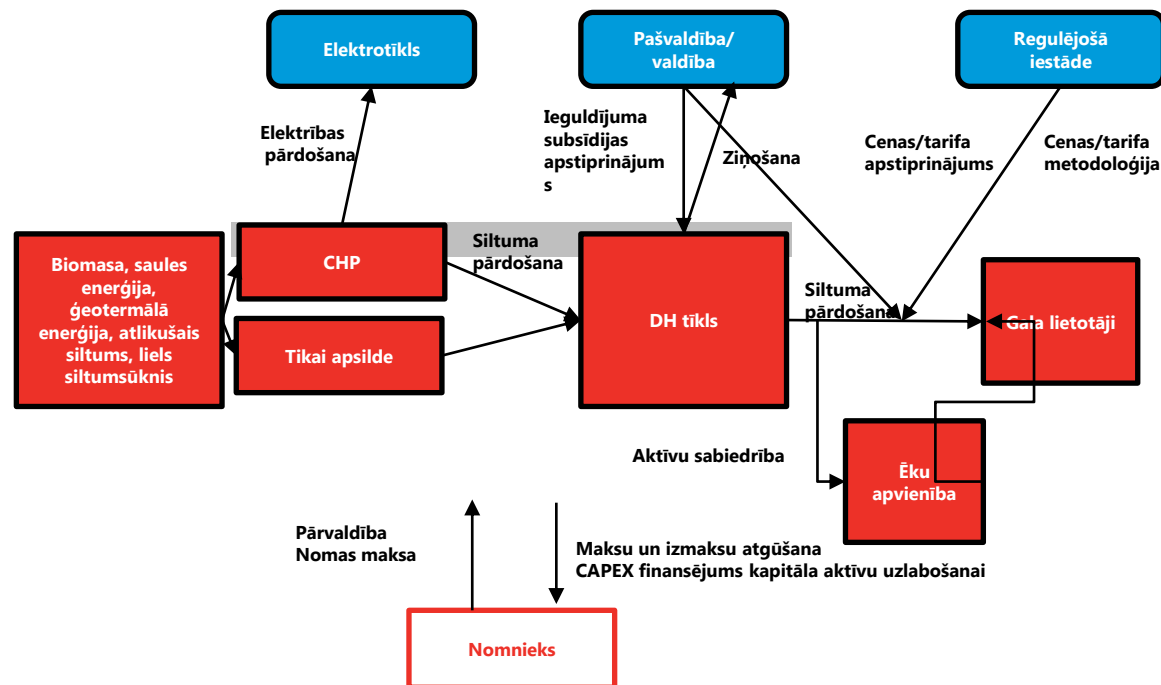 Elektrotīkls
Pašvaldība/
valdība
Regulējošā
iestāde
Elektrības
pārdošana
Ieguldījuma
subsīdijas
apstiprinājum
s
Ziņošana
Cenas/tarifa
apstiprinājums
Cenas/tarifa
metodoloģija
Biomasa, saules
enerģija,
ģeotermālā
enerģija, atlikušais
siltums, liels
siltumsūknis
CHP
Tikai apsilde
Siltuma
pārdošana
DH tīkls
Siltuma
pārdošana
Gala lietotāji
Aktīvu sabiedrība
Ēku
apvienība
Pārvaldība
Nomas maksa
Maksu un izmaksu atgūšana
CAPEX finansējums kapitāla aktīvu uzlabošanai
Nomnieks